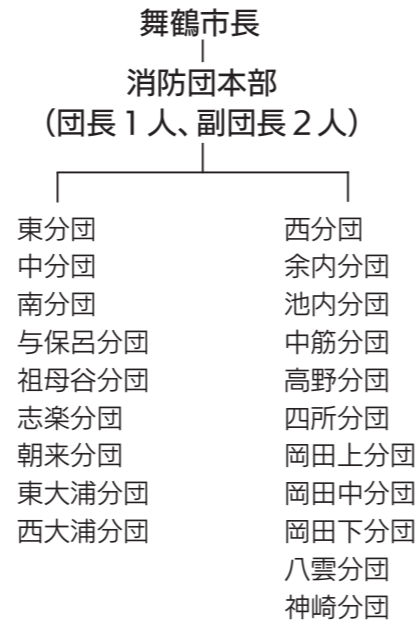 舞鶴市長
消防団本部
（団長１人、副団長２人）
東分団
中分団
南分団
与保呂分団
祖母谷分団
志楽分団
朝来分団
東大浦分団
西大浦分団
西分団
余内分団
池内分団
中筋分団
高野分団
四所分団
岡田上分団
岡田中分団
岡田下分団
八雲分団
神崎分団